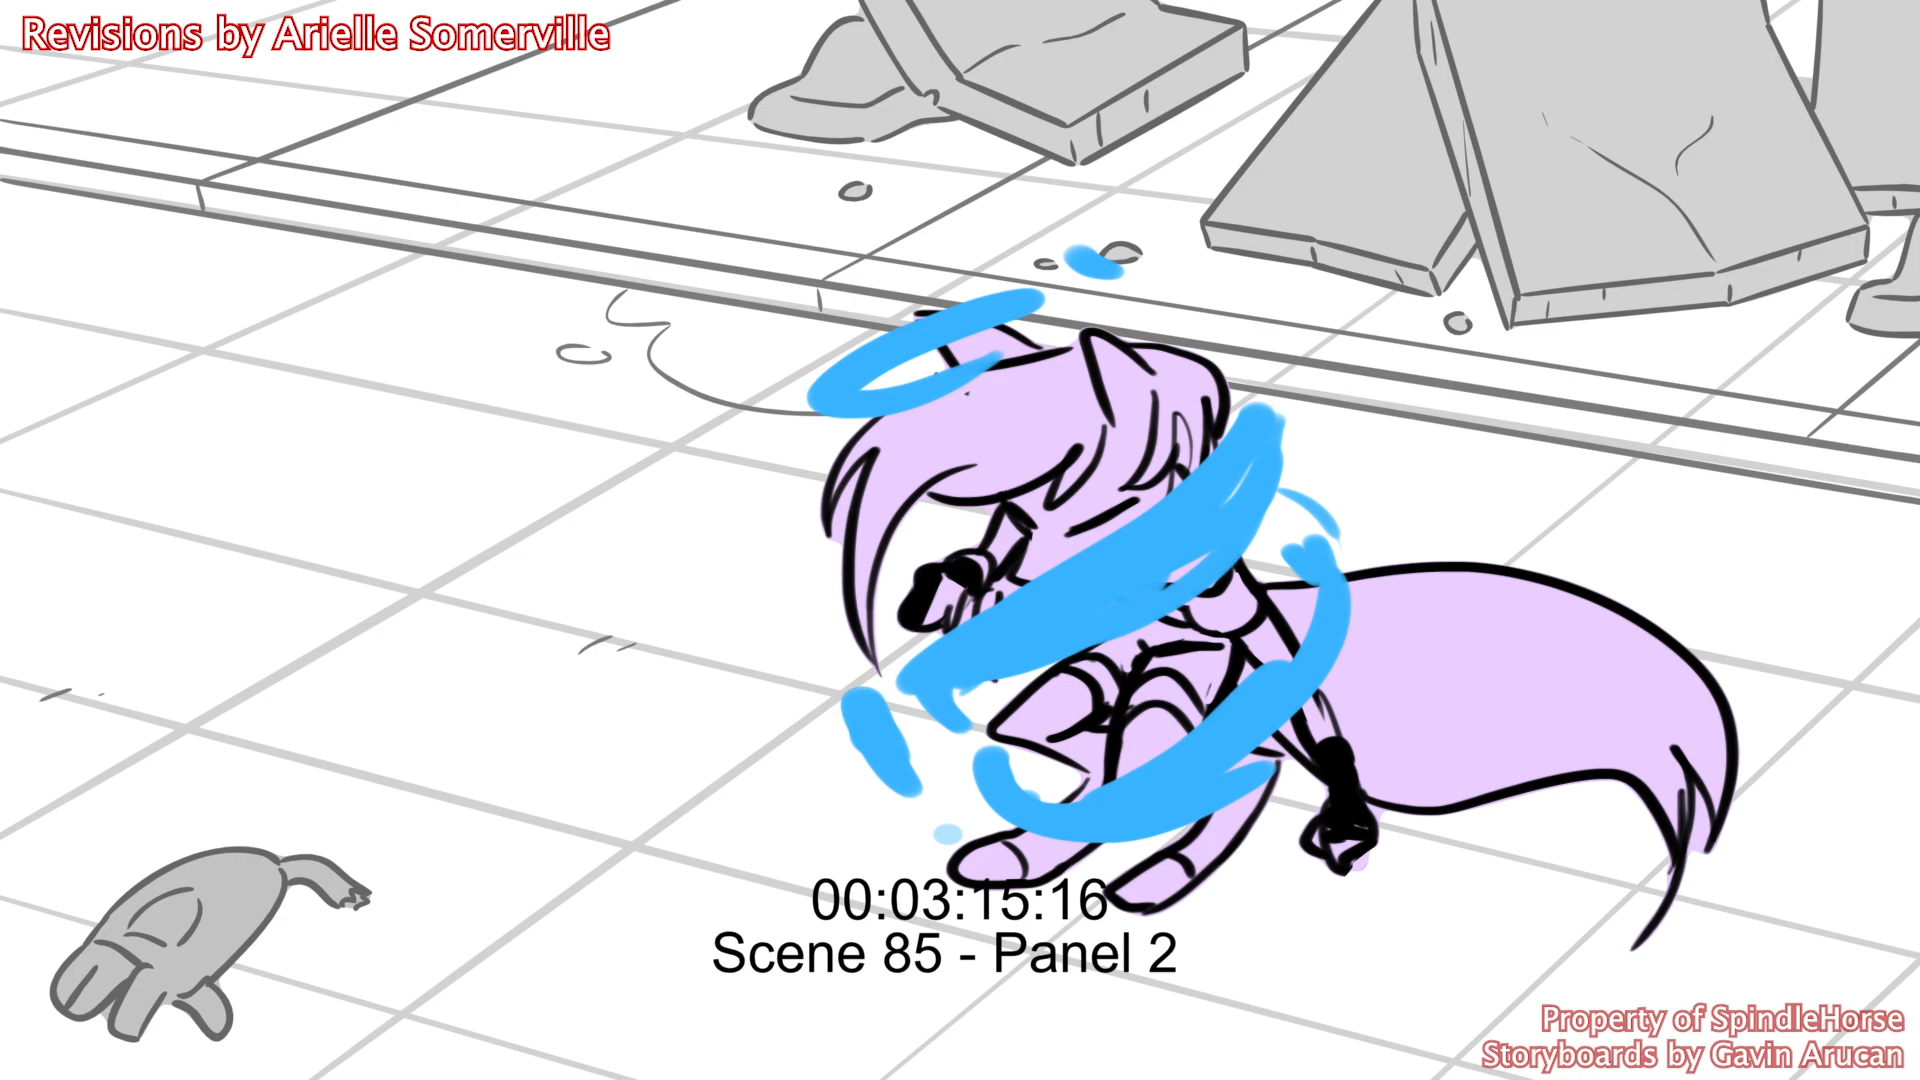 Revisions by Arielle Somerville
00:03:15:16
Scene 85 - Panel 2
Property of SpindleHorse
Storyboards by Gavin Arucan